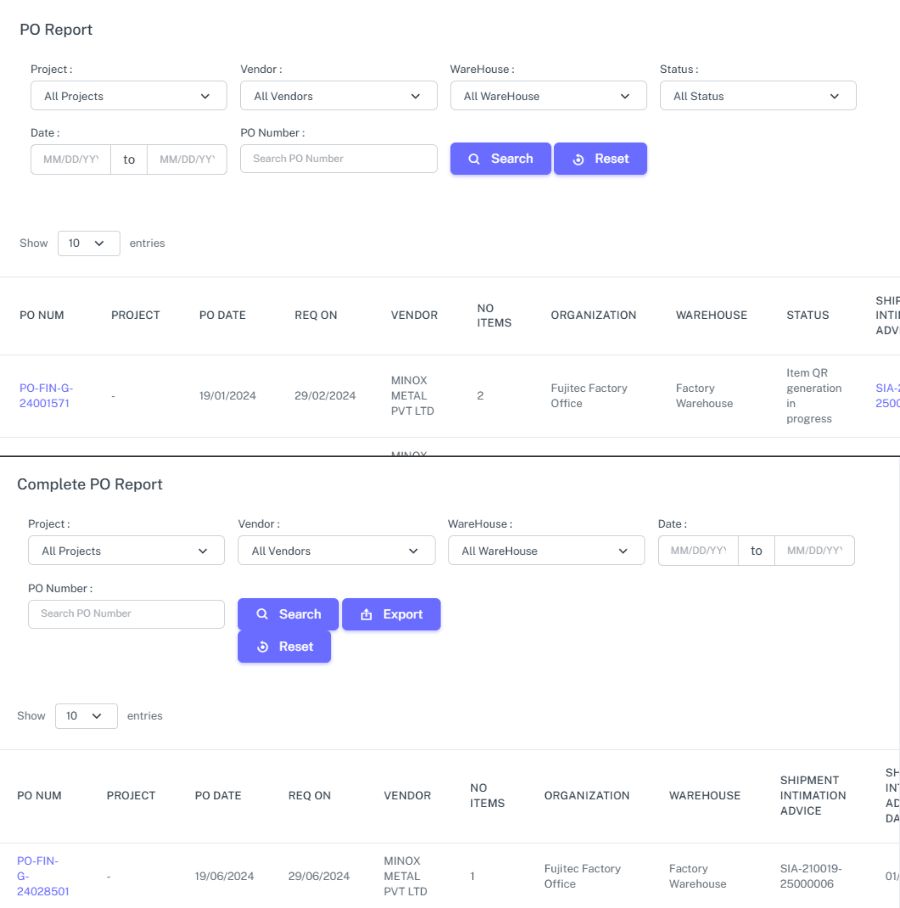 PO Report
Project :
Vendor :
WareHouse :
Status :
All Projects
All Vendors
All WareHouse
All Status
Date :
PO Number :
MM/DD/YY
to
MM/DD/YY
Search PO Number
Search
Reset
Show 10 entries
PO NUM
PROJECT
PO DATE
REQ ON
VENDOR
NO
ITEMS
ORGANIZATION
WAREHOUSE
STATUS
SHIP
INTI
ADV
PO-FIN-G-
24001571
-
19/01/2024
29/02/2024
MINOX
METAL
PVT LTD
2
Fujitec Factory
Office
Factory
Warehouse
Item QR
generation
in
progress
SIA-2
2500
MINOX
Complete PO Report
Project :
Vendor :
WareHouse :
Date :
All Projects
All Vendors
All WareHouse
MM/DD/YY
to
MM/DD/YY
PO Number :
Search PO Number
Search
Export
Reset
Show 10 entries
PO NUM
PROJECT
PO DATE
REQ ON
VENDOR
NO
ITEMS
ORGANIZATION
WAREHOUSE
SHIPMENT
INTIMATION
ADVICE
SH
INT
AD
DA
PO-FIN-
G-
24028501
-
19/06/2024
29/06/2024
MINOX
METAL
PVT LTD
1
Fujitec Factory
Office
Factory
Warehouse
SIA-210019-
25000006
01/